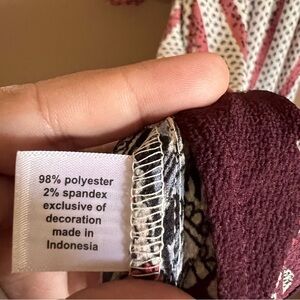 98% polyester
2% spandex
exclusive of
decoration
made in
Indonesia